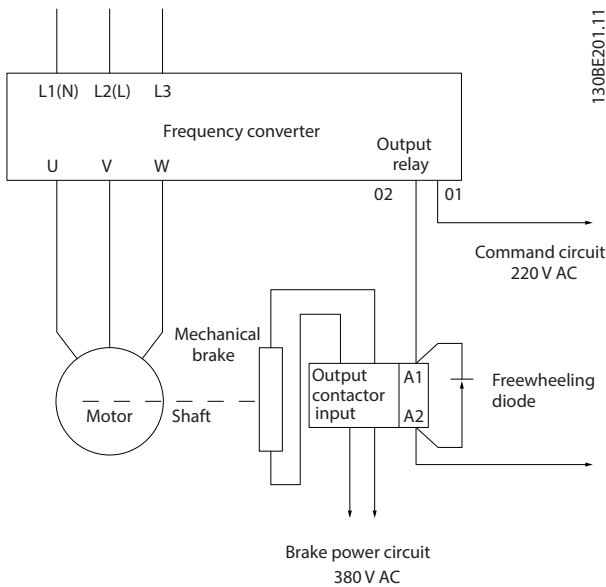 130BE201.11
L1(N) L2(L) L3
Frequency converter
Output
relay
U V W
02 01
Command circuit
220 V AC
Mechanical
brake
Output
contactor
input
A1
A2
Freewheeling
diode
Motor Shaft
Brake power circuit
380 V AC